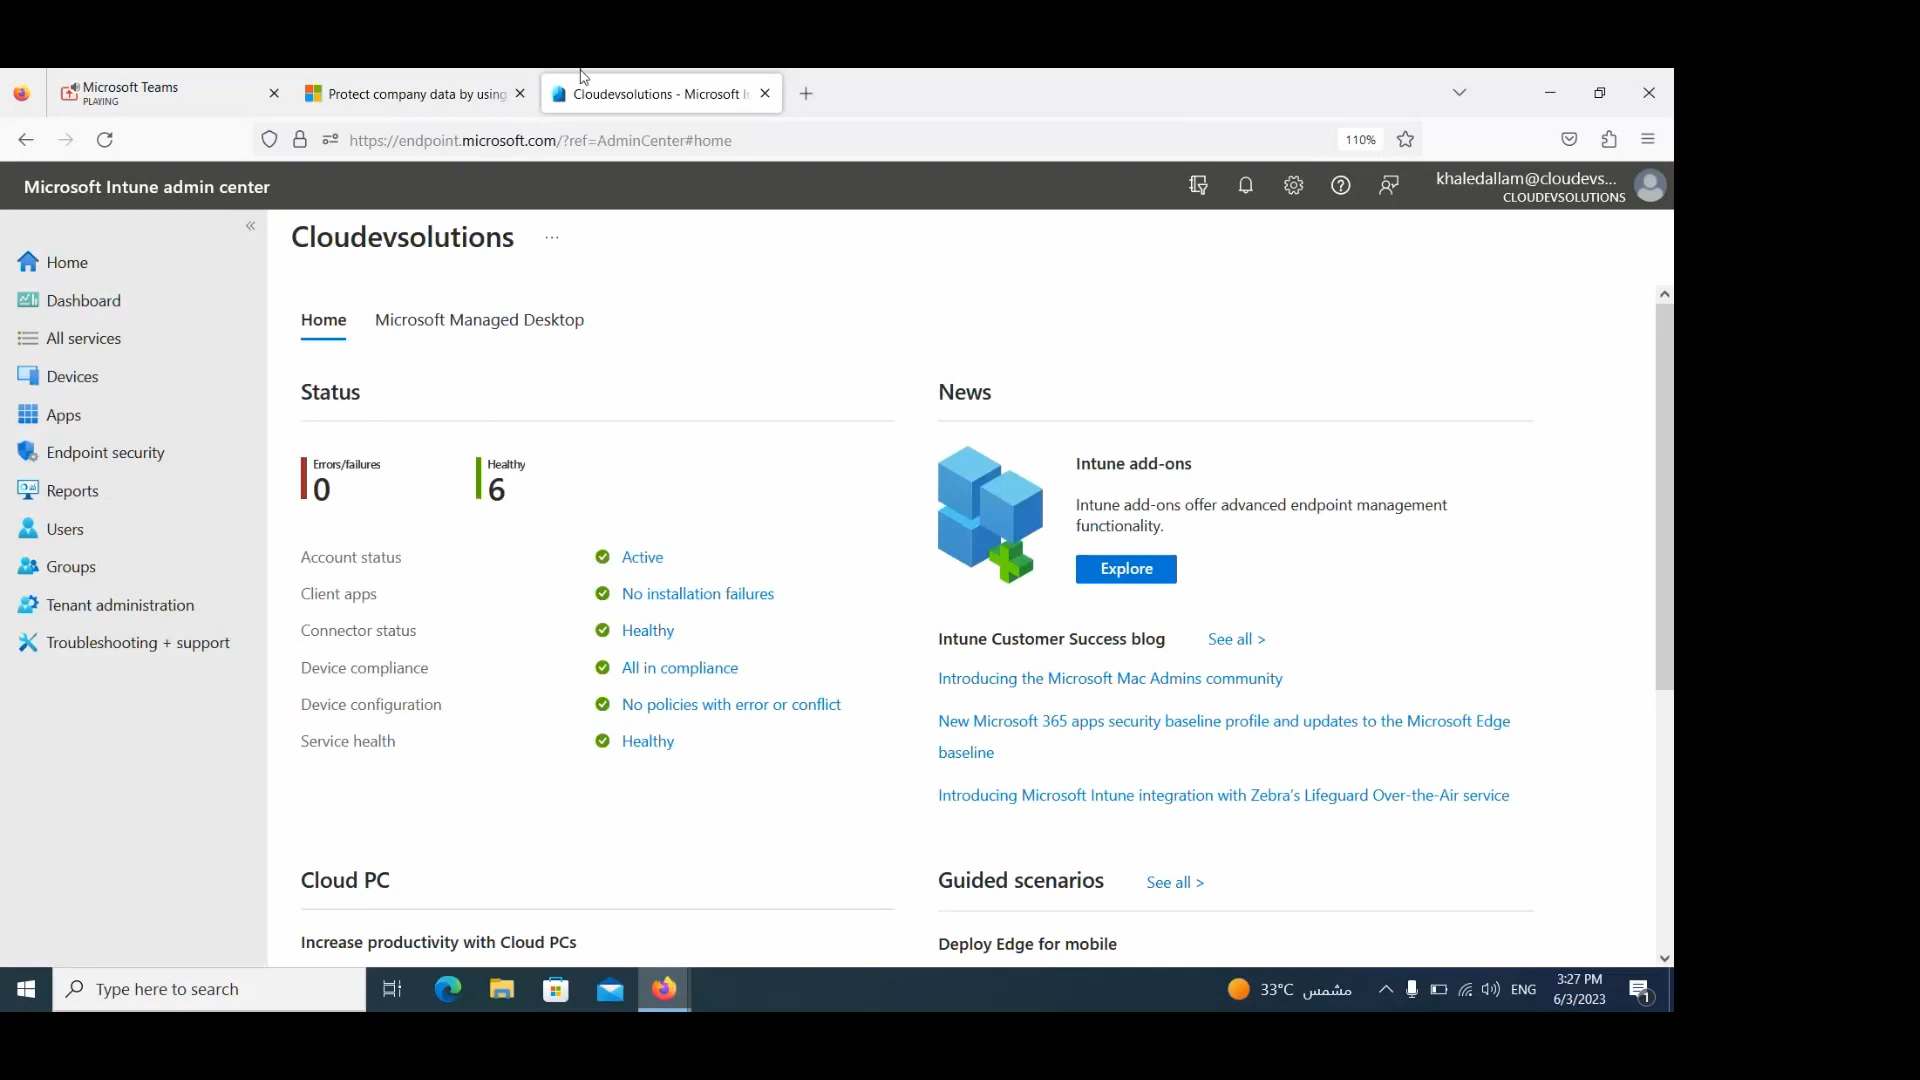 Microsoft Teams
PLAYING
Protect company data by using
Cloudevsolutions - Microsoft I
https://endpoint.microsoft.com/?ref=AdminCenter#home
110%
Microsoft Intune admin center
khaledallam@cloudevs...
CLOUDEVSOLUTIONS
Home
Dashboard
All services
Devices
Apps
Endpoint security
Reports
Users
Groups
Tenant administration
Troubleshooting + support
Cloudevsolutions ...
Home
Microsoft Managed Desktop
Status
Errors/failures
0
Healthy
6
Account status
Active
Client apps
No installation failures
Connector status
Healthy
Device compliance
All in compliance
Device configuration
No policies with error or conflict
Service health
Healthy
News
Intune add-ons
Intune add-ons offer advanced endpoint management
functionality.
Explore
Intune Customer Success blog
See all >
Introducing the Microsoft Mac Admins community
New Microsoft 365 apps security baseline profile and updates to the Microsoft Edge
baseline
Introducing Microsoft Intune integration with Zebra's Lifeguard Over-the-Air service
Cloud PC
Increase productivity with Cloud PCs
Guided scenarios
See all >
Deploy Edge for mobile
Type here to search
33°C مشمس
ENG
3:27 PM
6/3/2023
1